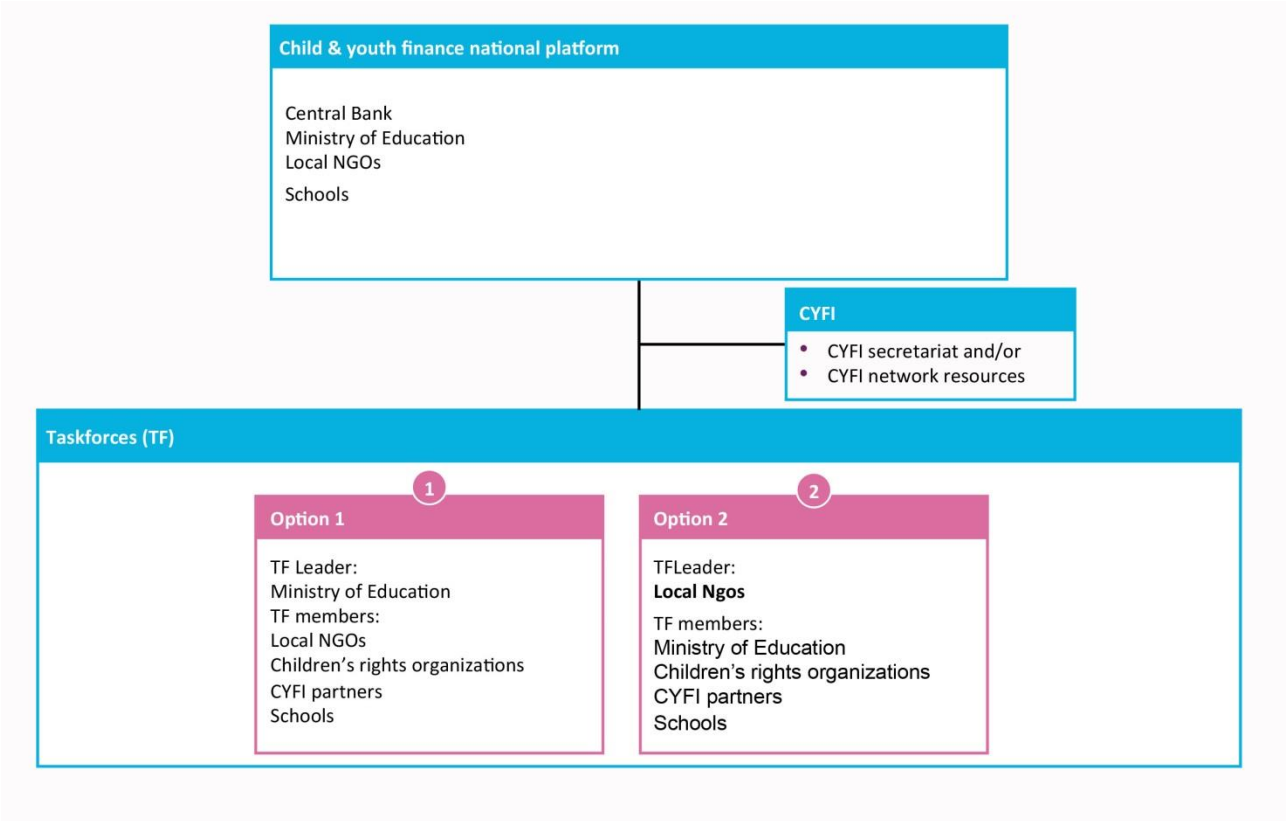 Child & youth finance national platform
Central Bank
Ministry of Education
Local NGOs
Schools
CYFI
• CYFI secretariat and/or
• CYFI network resources
Taskforces (TF)
1
Option 1
TF Leader:
Ministry of Education
TF members:
Local NGOs
Children’s rights organizations
CYFI partners
Schools
2
Option 2
TFLeader:
Local Ngos
TF members:
Ministry of Education
Children’s rights organizations
CYFI partners
Schools